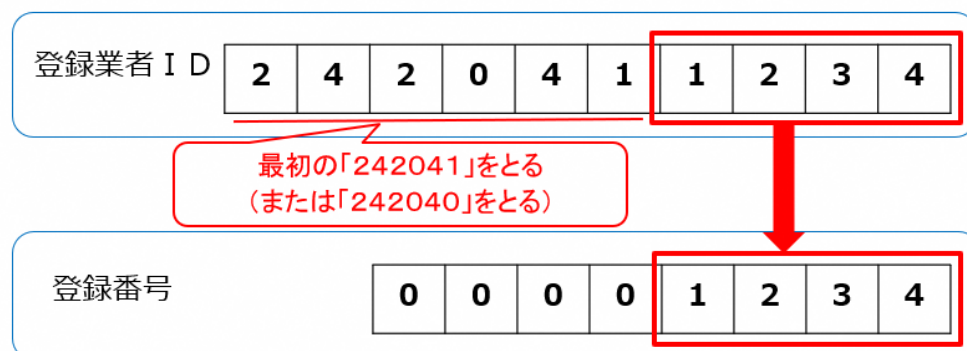 登録業者ＩＤ 2 4 2 0 4 1 1 2 3 4
最初の「２４２０４１」をとる
（または「２４２０４０」をとる）
登録番号 0 0 0 0 1 2 3 4